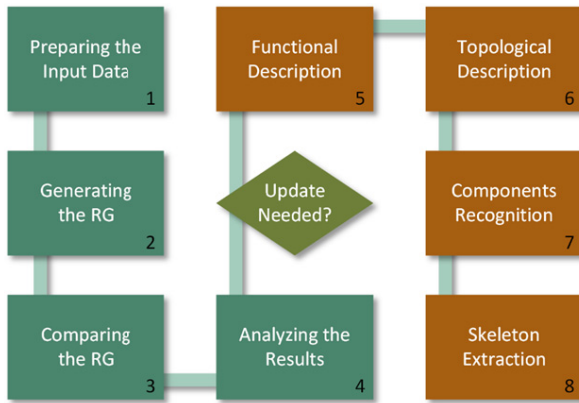 Preparing the
Input Data
1
Generating
the RG
2
Comparing
the RG
3
Analyzing the
Results
4
Update
Needed?
Functional
Description
5
Topological
Description
6
Components
Recognition
7
Skeleton
Extraction
8